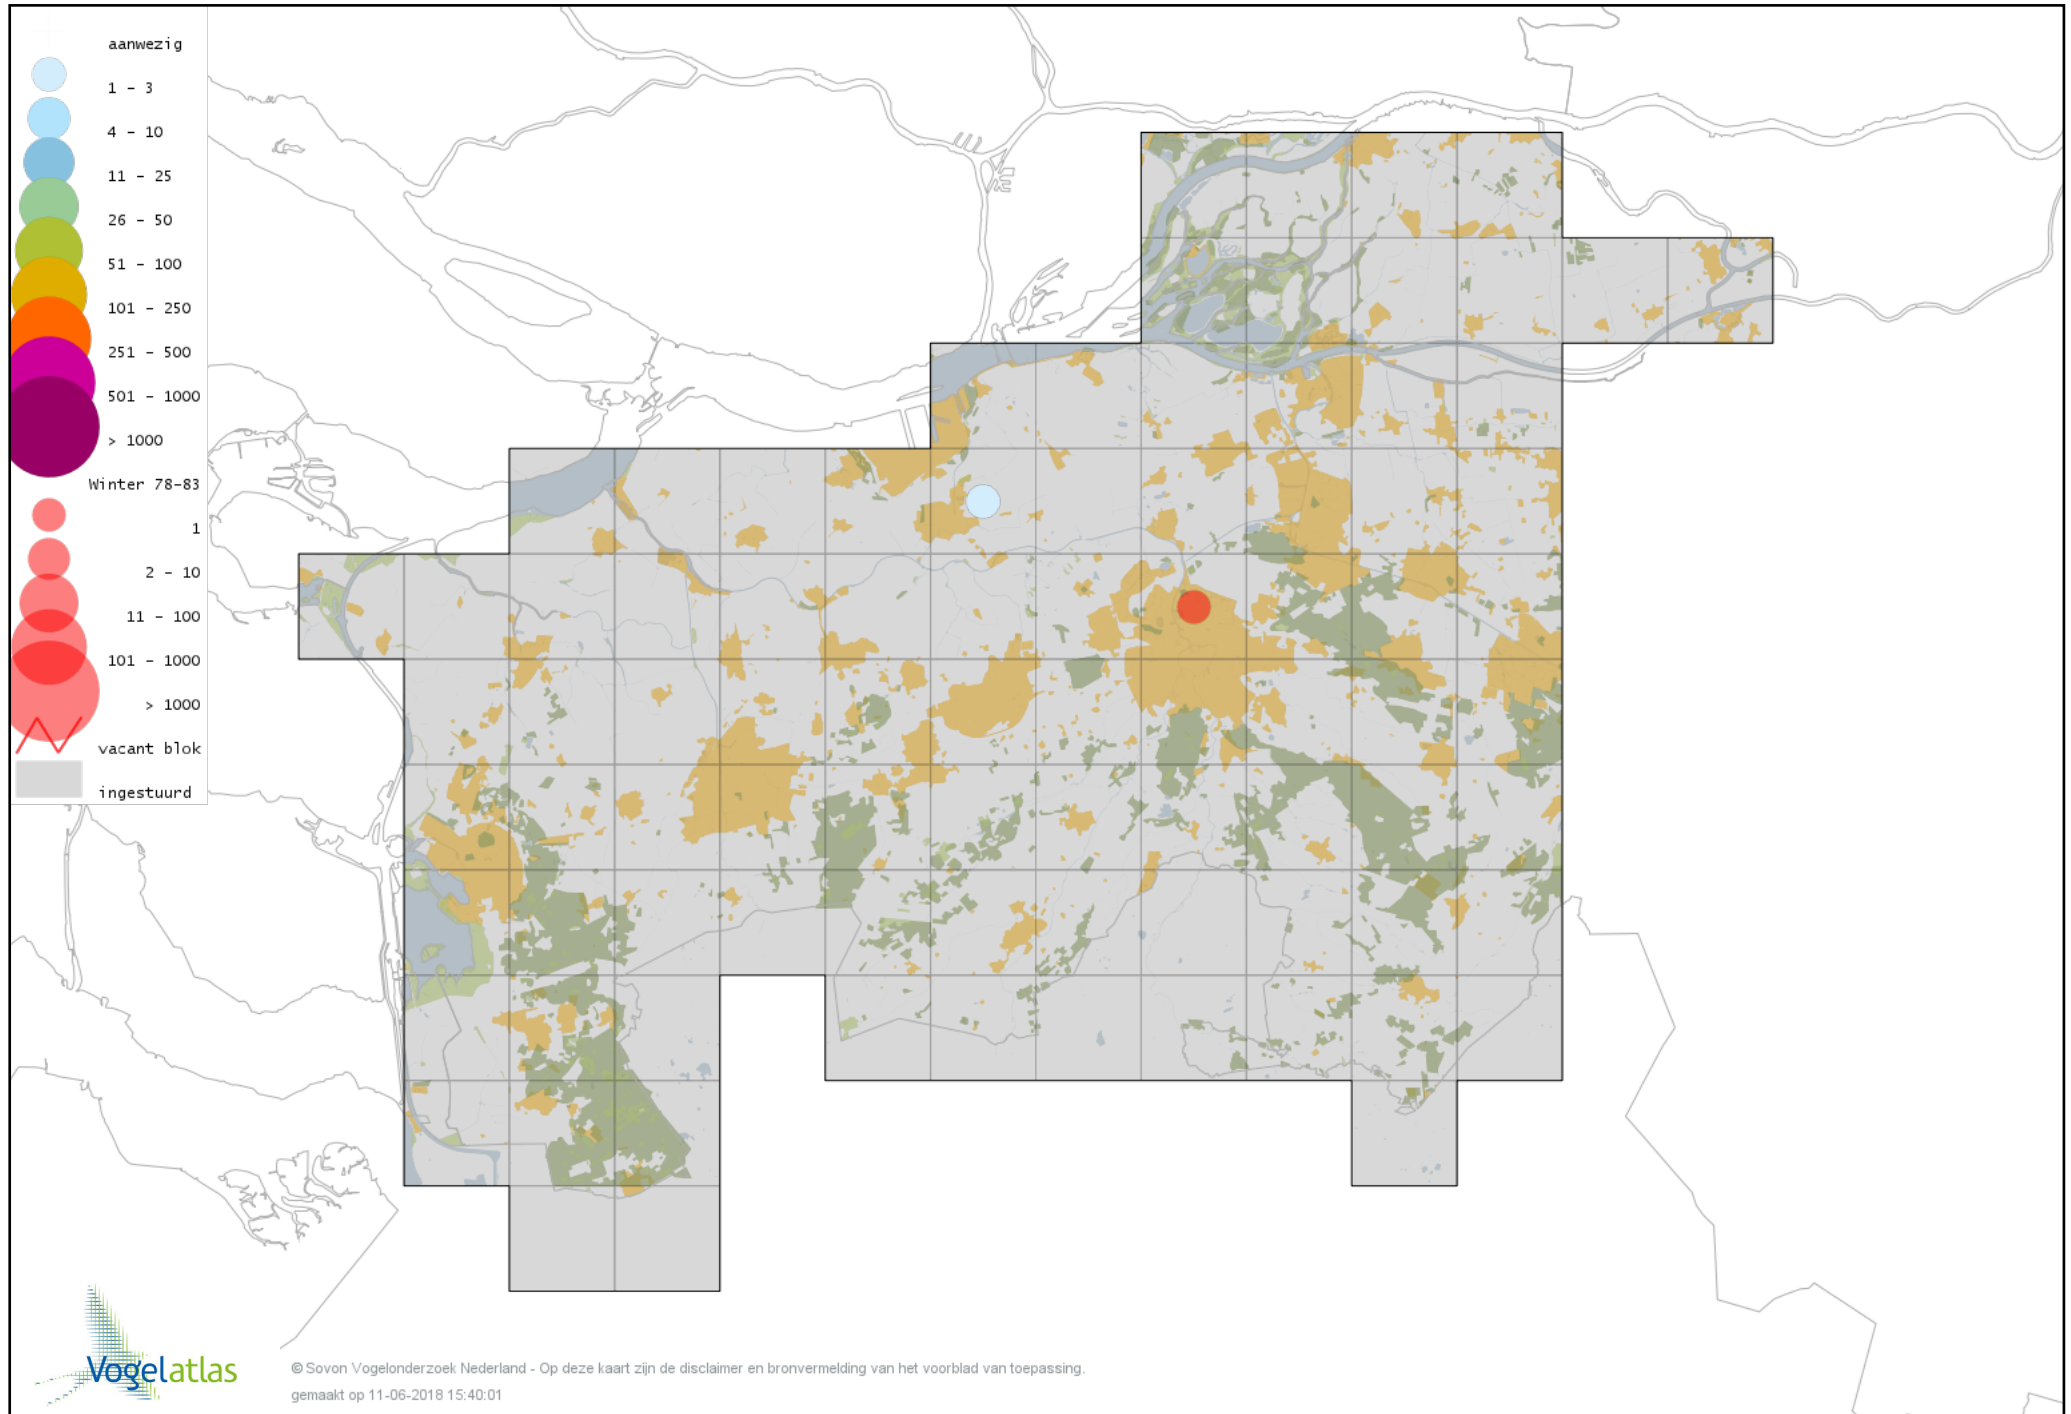 aanwezig
1 – 3
4 – 10
11 – 25
26 – 50
51 – 100
101 – 250
251 – 500
501 – 1000
> 1000
Winter 78-83
1
2 – 10
11 – 100
101 – 1000
> 1000
vacant blok
ingestuurd
Vogelatlas
© Sovon Vogelonderzoek Nederland - Op deze kaart zijn de disclaimer en bronvermelding van het voorblad van toepassing.
gemaakt op 11-06-2018 15:40:01